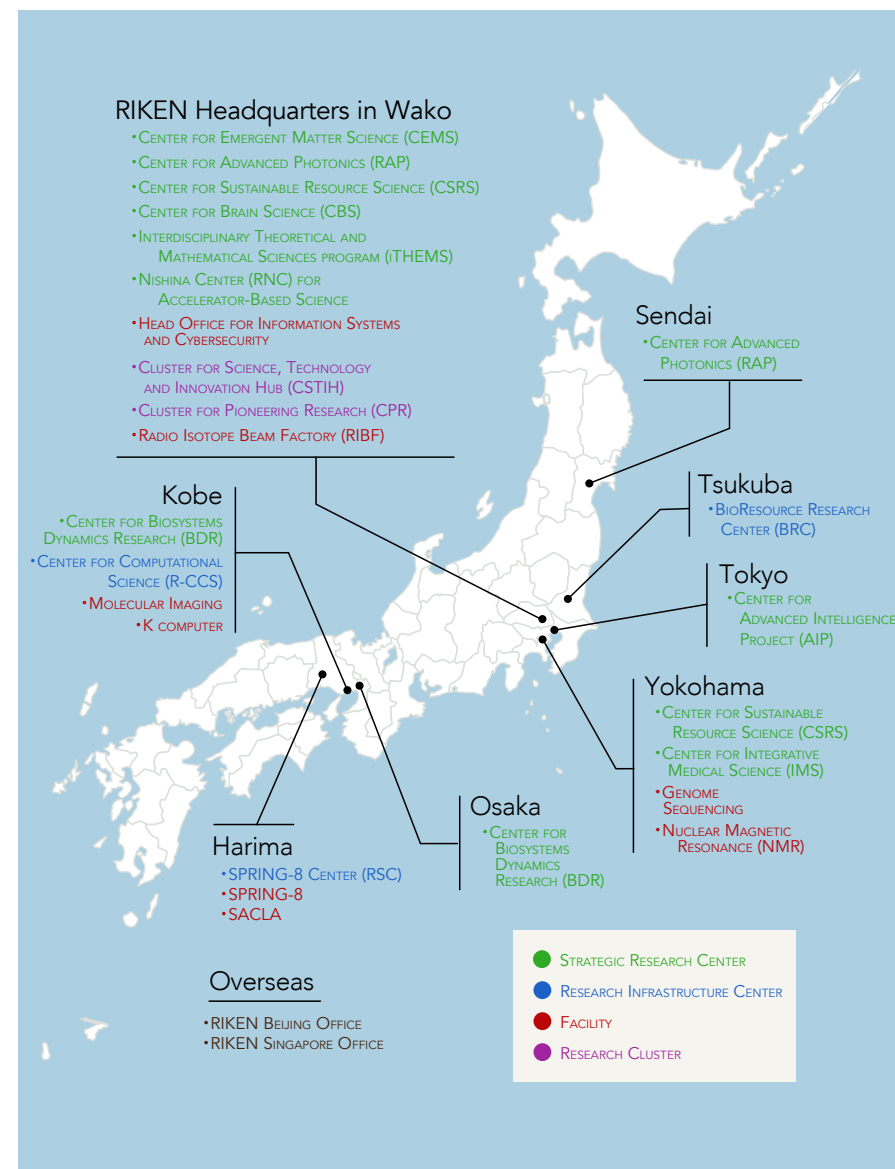 RIKEN Headquarters in Wako
•Center for Emergent Matter Science (CEMS)
•Center for Advanced Photonics (RAP)
•Center for Sustainable Resource Science (CSRS)
•Center for Brain Science (CBS)
•Interdisciplinary Theoretical and
Mathematical Sciences program (iTHEMS)
•Nishina Center (RNC) for
Accelerator-Based Science
•Head Office for Information Systems
and Cybersecurity
•Cluster for Science, Technology
and Innovation Hub (CSTIH)
•Cluster for Pioneering Research (CPR)
•Radio Isotope Beam Factory (RIBF)
Sendai
•Center for Advanced
Photonics (RAP)
Kobe
•Center for Biosystems
Dynamics Research (BDR)
•Center for Computational
Science (R-CCS)
•Molecular Imaging
•K computer
Tsukuba
•BioResource Research
Center (BRC)
Tokyo
•Center for
Advanced Intelligence
Project (AIP)
Yokohama
•Center for Sustainable
Resource Science (CSRS)
•Center for Integrative
Medical Science (IMS)
•Genome
Sequencing
•Nuclear Magnetic
Resonance (NMR)
Osaka
•Center for
Biosystems
Dynamics
Research (BDR)
Harima
•SPRING-8 Center (RSC)
•SPRING-8
•SACLA
Overseas
•RIKEN Beijing Office
•RIKEN Singapore Office
Strategic Research Center
Research Infrastructure Center
Facility
Research Cluster